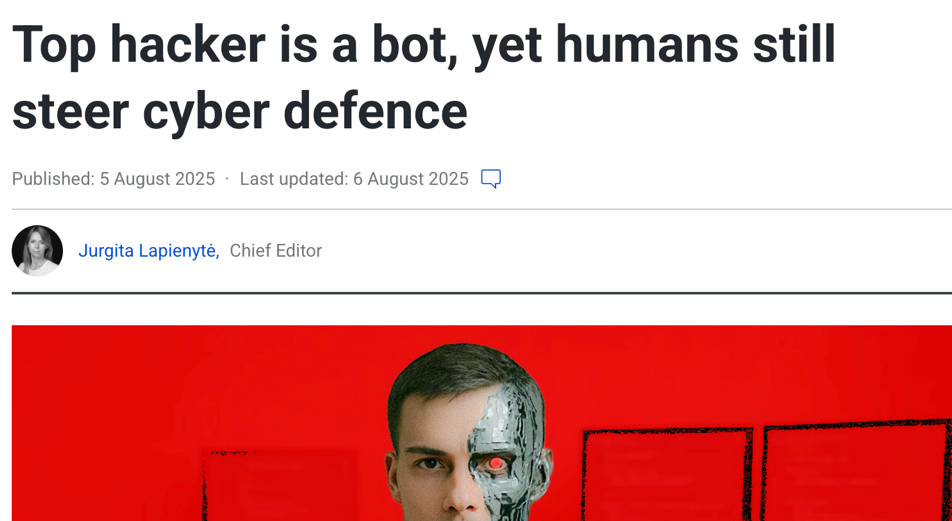 Top hacker is a bot, yet humans still
steer cyber defence
Published: 5 August 2025 · Last updated: 6 August 2025
Jurgita Lapienytė, Chief Editor